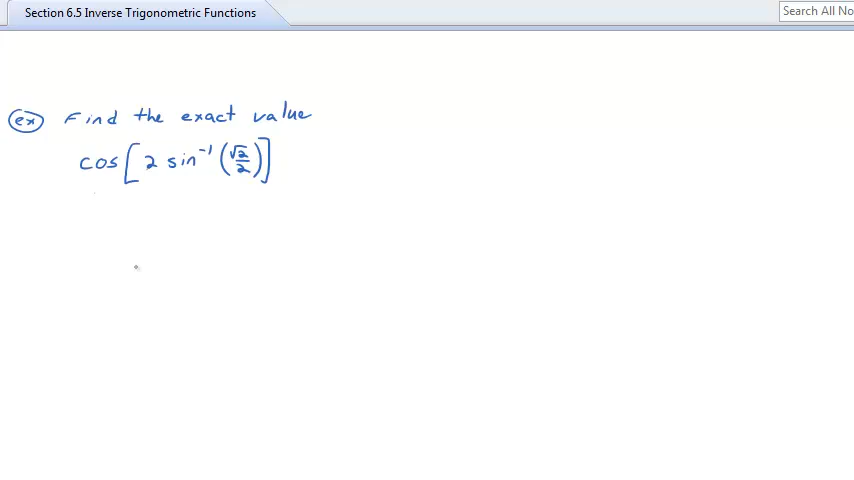 Section 6.5 Inverse Trigonometric Functions
Search All No
ex Find the exact value
cos[2 sin⁻¹(√2/2)]